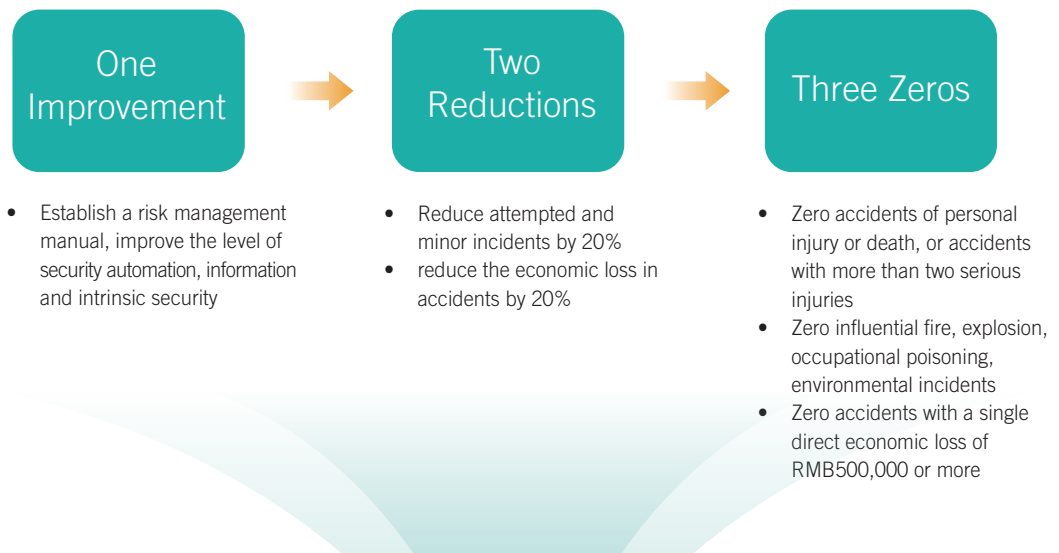 One
Improvement
Two
Reductions
Three Zeros
• Establish a risk management
manual, improve the level of
security automation, information
and intrinsic security
• Reduce attempted and
minor incidents by 20%
• reduce the economic loss in
accidents by 20%
• Zero accidents of personal
injury or death, or accidents
with more than two serious
injuries
• Zero influential fire, explosion,
occupational poisoning,
environmental incidents
• Zero accidents with a single
direct economic loss of
RMB500,000 or more